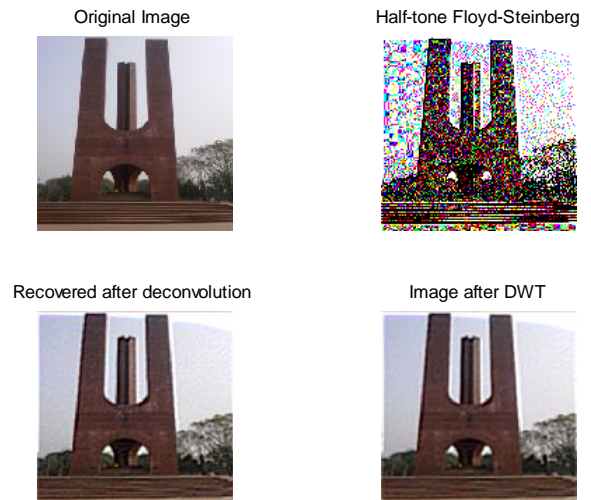 Original Image
Half-tone Floyd-Steinberg
Recovered after deconvolution
Image after DWT